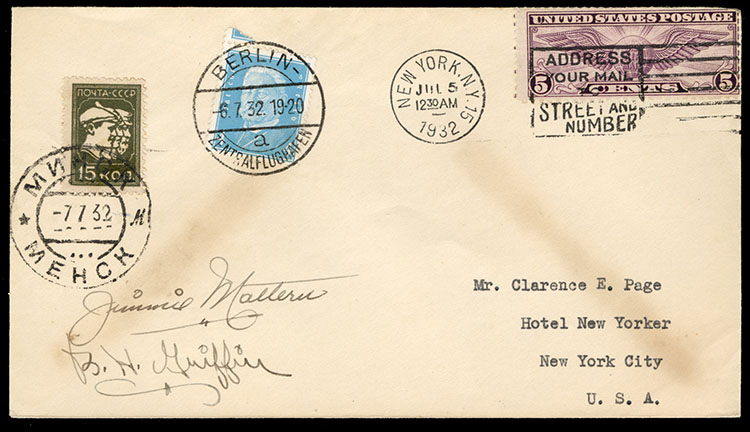 UNITED STATES POSTAGE
5 CENTS 5
ADDRESS
YOUR MAIL
STREET AND
NUMBER
NEW YORK, N.Y. 15
JUL 5
1230 AM
1932
BERLIN-
6.7.32. 19-20
a
ZENTRALFLUGHAFEN
ПОЧТА·СССР
15 КОП
МИНСК
-7 7 32
М
МЕНСК
Jimmie Mattern
B. H. Griffin
Mr. Clarence E. Page
Hotel New Yorker
New York City
U. S. A.